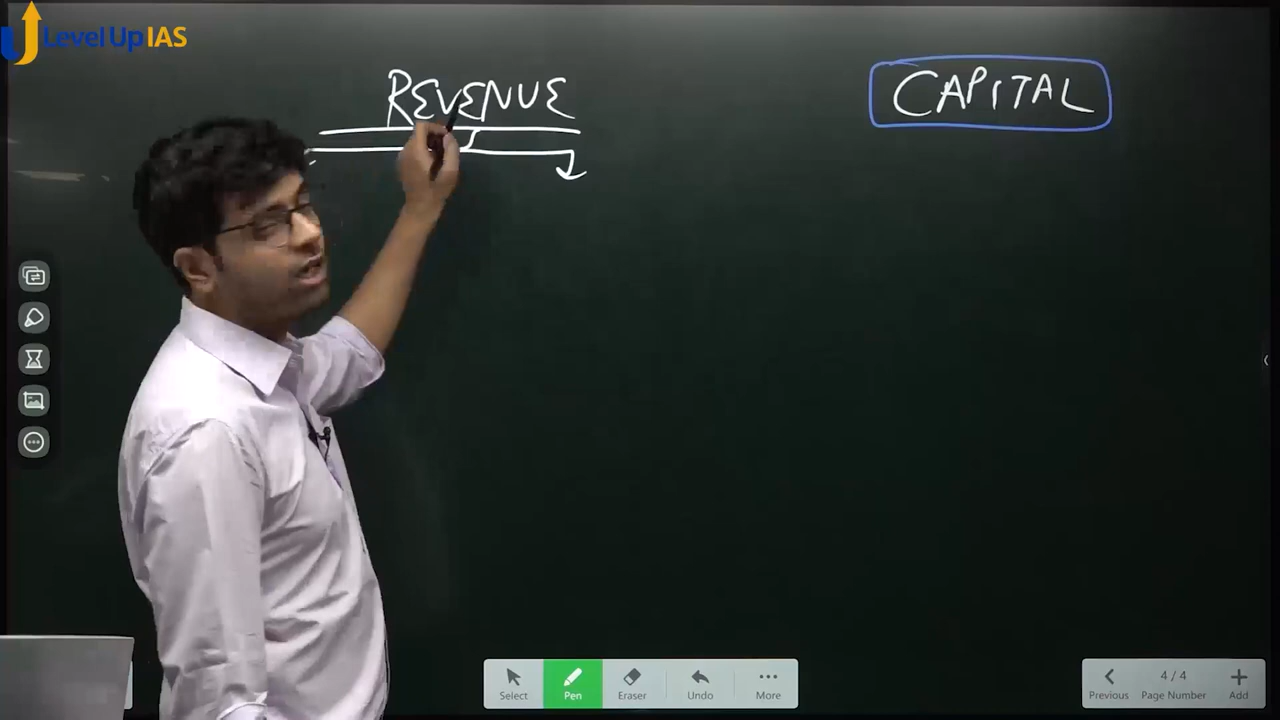 Level Up IAS
REVENUE
CAPITAL
Select
Pen
Eraser
Undo
More
Previous
4 / 4
Page Number
Add